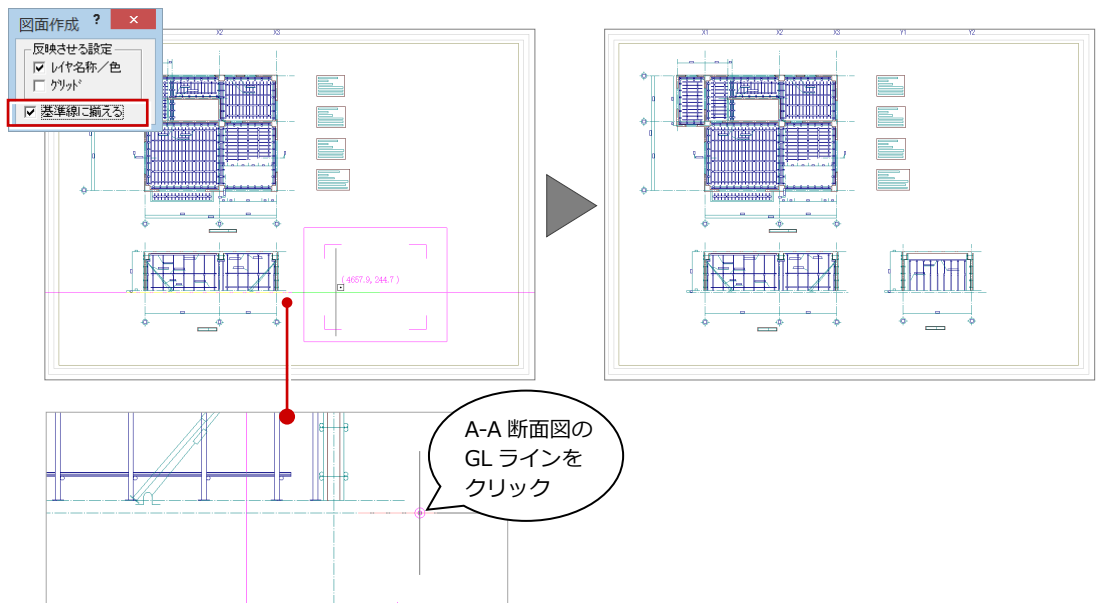 図面作成 ? ×
反映させる設定
レイヤ名称/色
グリッド
基準線に揃える
X2 X3
X1 X2 X3 Y1 Y2
(4657.9, 244.7)
A-A 断面図の
GL ラインを
クリック